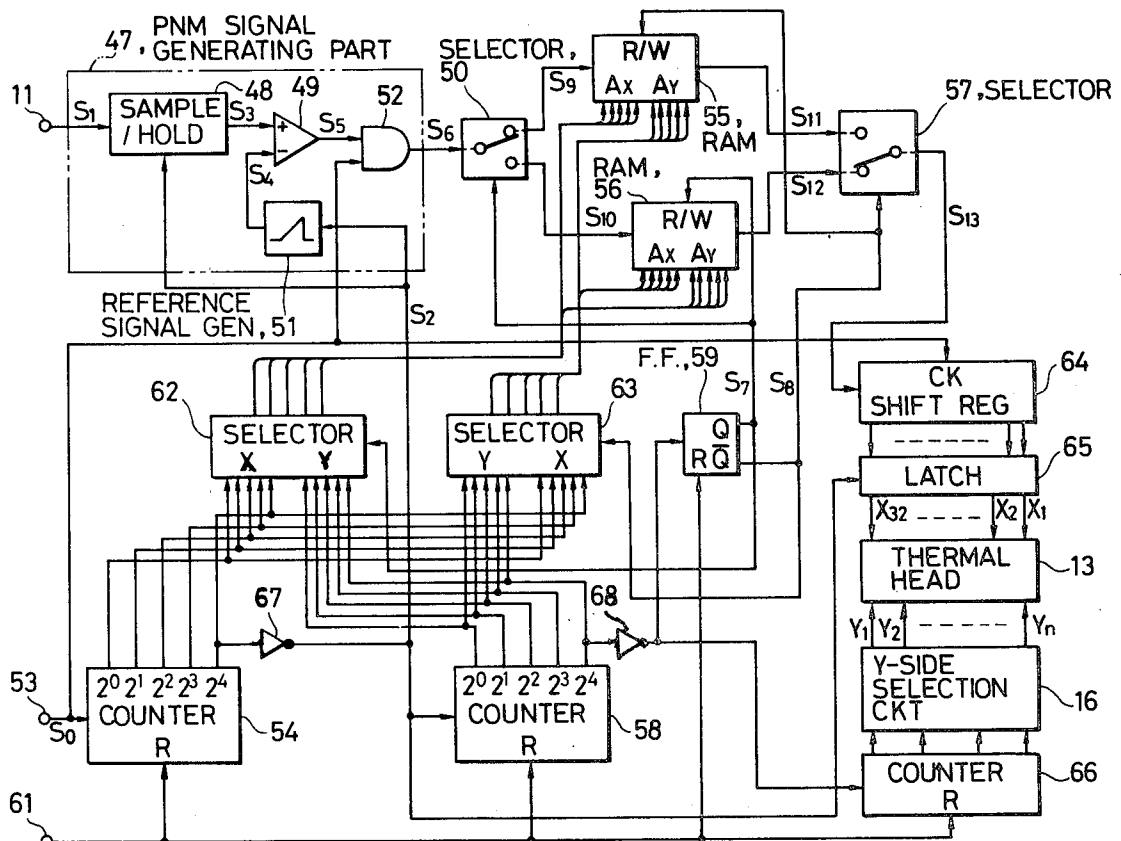 47, PNM SIGNAL
GENERATING PART
11
S1
48
SAMPLE
/ HOLD
S3
49
+
-
S4
S5
52
S6
SELECTOR,
50
S9
S10
R/W
AX AY
55,
RAM
RAM,
56
R/W
AX AY
S11
S12
57, SELECTOR
S13
REFERENCE
SIGNAL GEN, 51
S2
62
SELECTOR
X Y
63
SELECTOR
Y X
F.F., 59
Q
R Q̅
S7
S8
CK
SHIFT REG
64
LATCH
65
X32 X2 X1
THERMAL
HEAD
13
Y1 Y2 Yn
Y-SIDE
SELECTION
CKT
16
COUNTER
R
66
67
68
53
S0
2⁰ 2¹ 2² 2³ 2⁴
COUNTER
R
54
2⁰ 2¹ 2² 2³ 2⁴
COUNTER
R
58
61